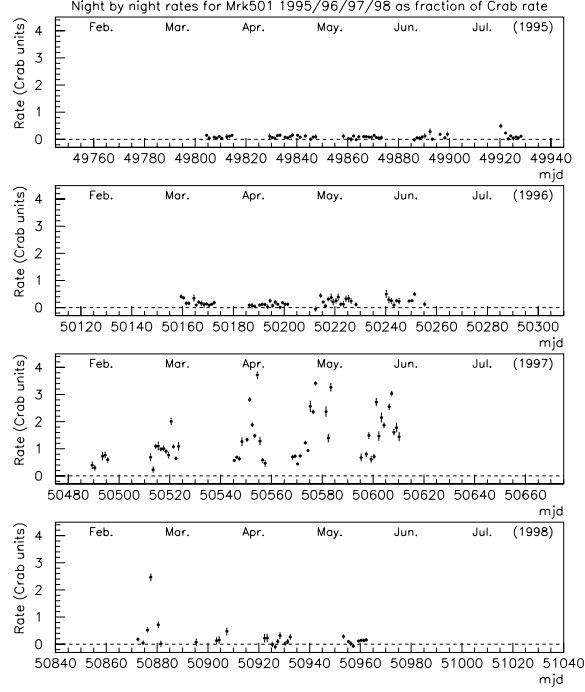 Night by night rates for Mrk501 1995/96/97/98 as fraction of Crab rate
Rate (Crab units)
4
3
2
1
0
Feb. Mar. Apr. May. Jun. Jul. (1995)
49760 49780 49800 49820 49840 49860 49880 49900 49920 49940
mjd
Rate (Crab units)
4
3
2
1
0
Feb. Mar. Apr. May. Jun. Jul. (1996)
50120 50140 50160 50180 50200 50220 50240 50260 50280 50300
mjd
Rate (Crab units)
4
3
2
1
0
Feb. Mar. Apr. May. Jun. Jul. (1997)
50480 50500 50520 50540 50560 50580 50600 50620 50640 50660
mjd
Rate (Crab units)
4
3
2
1
0
Feb. Mar. Apr. May. Jun. Jul. (1998)
50840 50860 50880 50900 50920 50940 50960 50980 51000 51020 51040
mjd